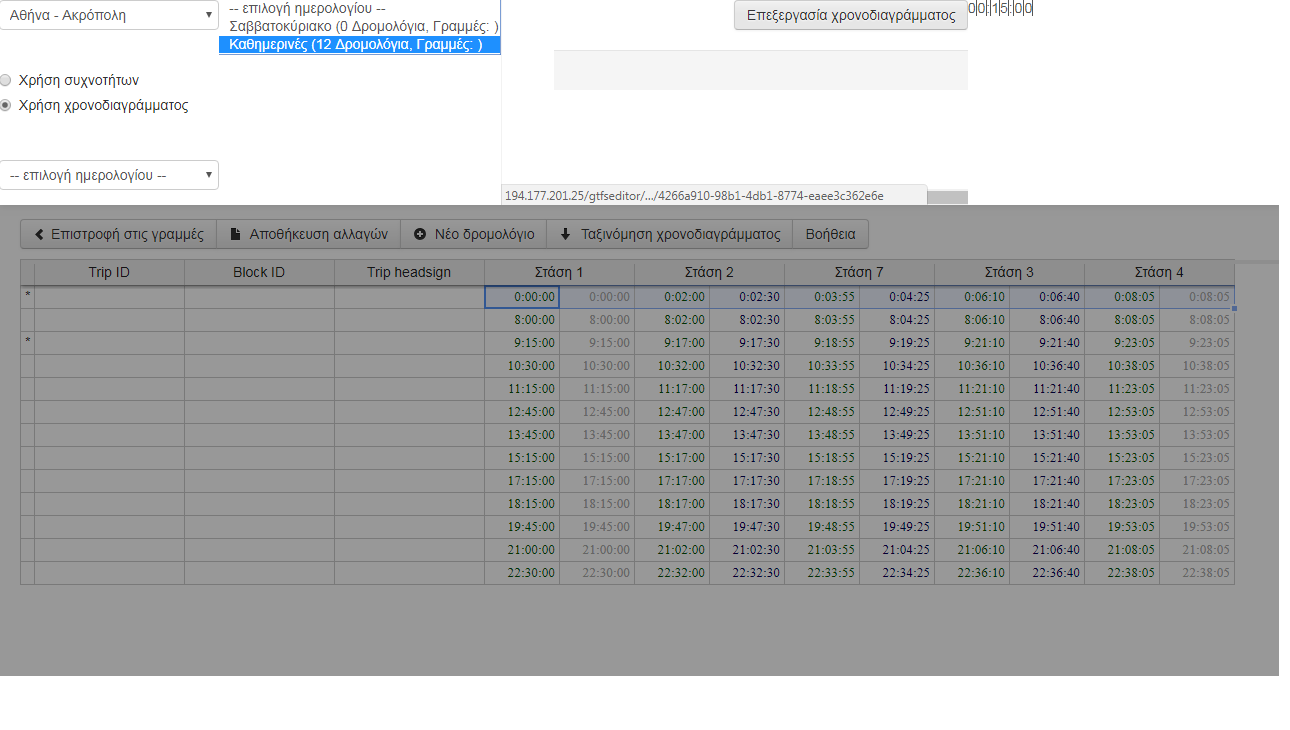 Αθήνα - Ακρόπολη
-- επιλογή ημερολογίου --
Σαββατοκύριακο (0 Δρομολόγια, Γραμμές: )
Καθημερινές (12 Δρομολόγια, Γραμμές: )
Επεξεργασία χρονοδιαγράμματος
00:15:00
Χρήση συχνοτήτων
Χρήση χρονοδιαγράμματος
-- επιλογή ημερολογίου --
194.177.201.25/gtfseditor/.../4266a910-98b1-4db1-8774-eaee3c362e6e
Επιστροφή στις γραμμές Αποθήκευση αλλαγών Νέο δρομολόγιο Ταξινόμηση χρονοδιαγράμματος Βοήθεια
Trip ID Block ID Trip headsign Στάση 1 Στάση 2 Στάση 7 Στάση 3 Στάση 4
* 0:00:00 0:00:00 0:02:00 0:02:30 0:03:55 0:04:25 0:06:10 0:06:40 0:08:05 0:08:05
8:00:00 8:00:00 8:02:00 8:02:30 8:03:55 8:04:25 8:06:10 8:06:40 8:08:05 8:08:05
* 9:15:00 9:15:00 9:17:00 9:17:30 9:18:55 9:19:25 9:21:10 9:21:40 9:23:05 9:23:05
10:30:00 10:30:00 10:32:00 10:32:30 10:33:55 10:34:25 10:36:10 10:36:40 10:38:05 10:38:05
11:15:00 11:15:00 11:17:00 11:17:30 11:18:55 11:19:25 11:21:10 11:21:40 11:23:05 11:23:05
12:45:00 12:45:00 12:47:00 12:47:30 12:48:55 12:49:25 12:51:10 12:51:40 12:53:05 12:53:05
13:45:00 13:45:00 13:47:00 13:47:30 13:48:55 13:49:25 13:51:10 13:51:40 13:53:05 13:53:05
15:15:00 15:15:00 15:17:00 15:17:30 15:18:55 15:19:25 15:21:10 15:21:40 15:23:05 15:23:05
17:15:00 17:15:00 17:17:00 17:17:30 17:18:55 17:19:25 17:21:10 17:21:40 17:23:05 17:23:05
18:15:00 18:15:00 18:17:00 18:17:30 18:18:55 18:19:25 18:21:10 18:21:40 18:23:05 18:23:05
19:45:00 19:45:00 19:47:00 19:47:30 19:48:55 19:49:25 19:51:10 19:51:40 19:53:05 19:53:05
21:00:00 21:00:00 21:02:00 21:02:30 21:03:55 21:04:25 21:06:10 21:06:40 21:08:05 21:08:05
22:30:00 22:30:00 22:32:00 22:32:30 22:33:55 22:34:25 22:36:10 22:36:40 22:38:05 22:38:05